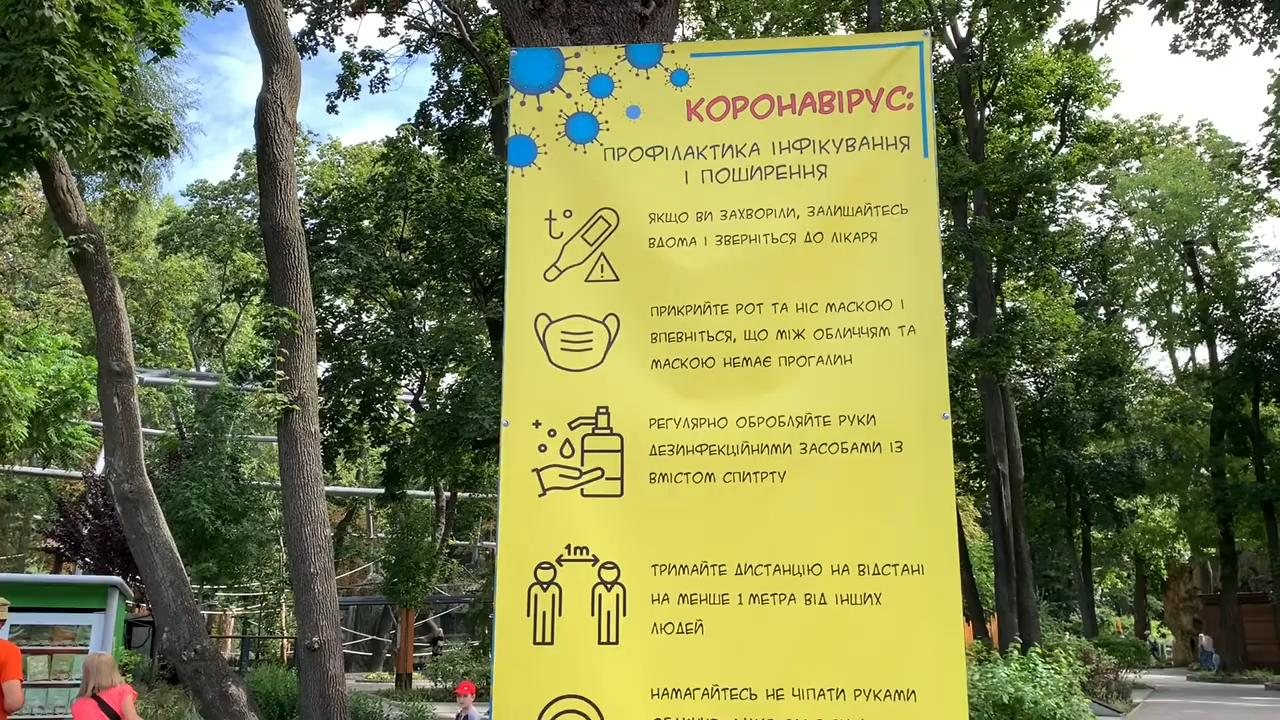 КОРОНАВІРУС:
ПРОФІЛАКТИКА ІНФІКУВАННЯ
І ПОШИРЕННЯ
t°
ЯКЩО ВИ ЗАХВОРІЛИ, ЗАЛИШАЙТЕСЬ
ВДОМА І ЗВЕРНІТЬСЯ ДО ЛІКАРЯ
ПРИКРИЙТЕ РОТ ТА НІС МАСКОЮ І
ВПЕВНІТЬСЯ, ЩО МІЖ ОБЛИЧЧЯМ ТА
МАСКОЮ НЕМАЄ ПРОГАЛИН
РЕГУЛЯРНО ОБРОБЛЯЙТЕ РУКИ
ДЕЗИНФЕКЦІЙНИМИ ЗАСОБАМИ ІЗ
ВМІСТОМ СПИТРТУ
1m
ТРИМАЙТЕ ДИСТАНЦІЮ НА ВІДСТАНІ
НА МЕНШЕ 1 МЕТРА ВІД ІНШИХ
ЛЮДЕЙ
НАМАГАЙТЕСЬ НЕ ЧІПАТИ РУКАМИ